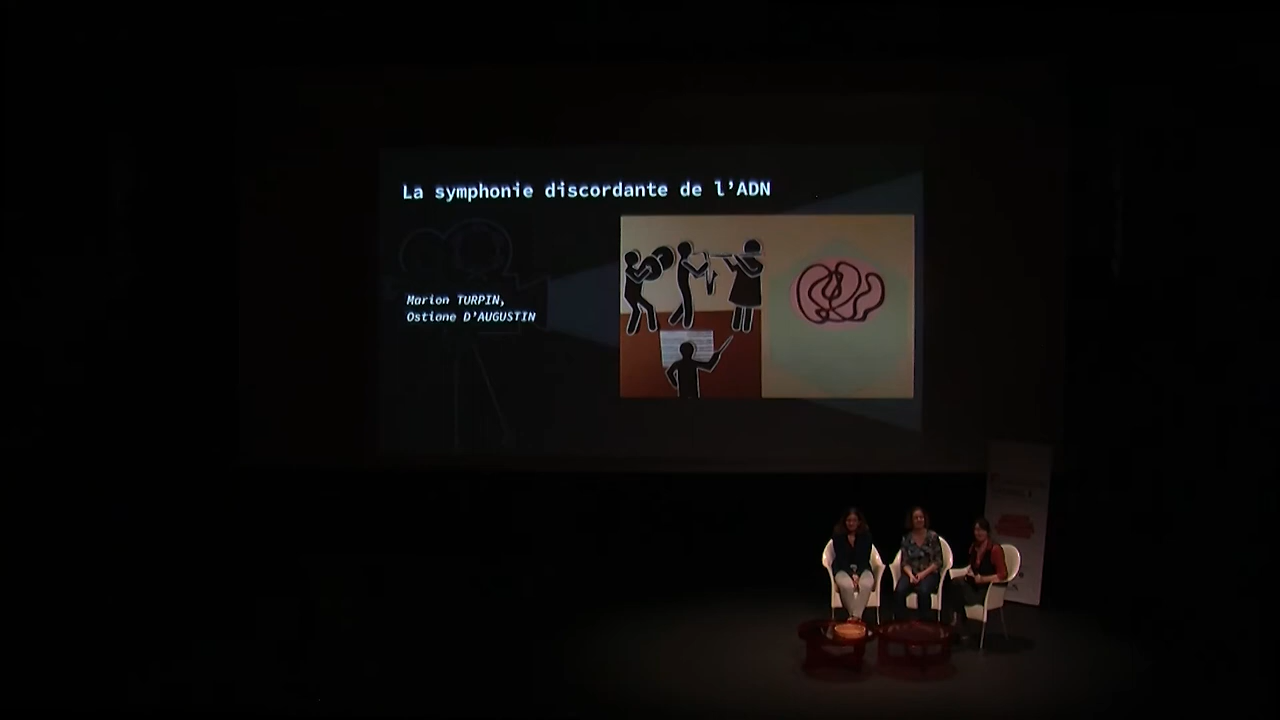 La symphonie discordante de l'ADN
Marion TURPIN,
Ostiane D'AUGUSTIN